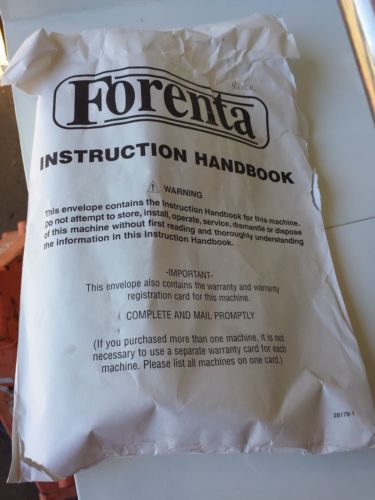 Forenta
INSTRUCTION HANDBOOK
WARNING
This envelope contains the Instruction Handbook for this machine.
Do not attempt to store, install, operate, service, dismantle or dispose
of this machine without first reading and thoroughly understanding
the information in this Instruction Handbook.
-IMPORTANT-
This envelope also contains the warranty and warranty
registration card for this machine.
COMPLETE AND MAIL PROMPTLY
(If you purchased more than one machine, it is not
necessary to use a separate warranty card for each
machine. Please list all machines on one card.)
28179-1